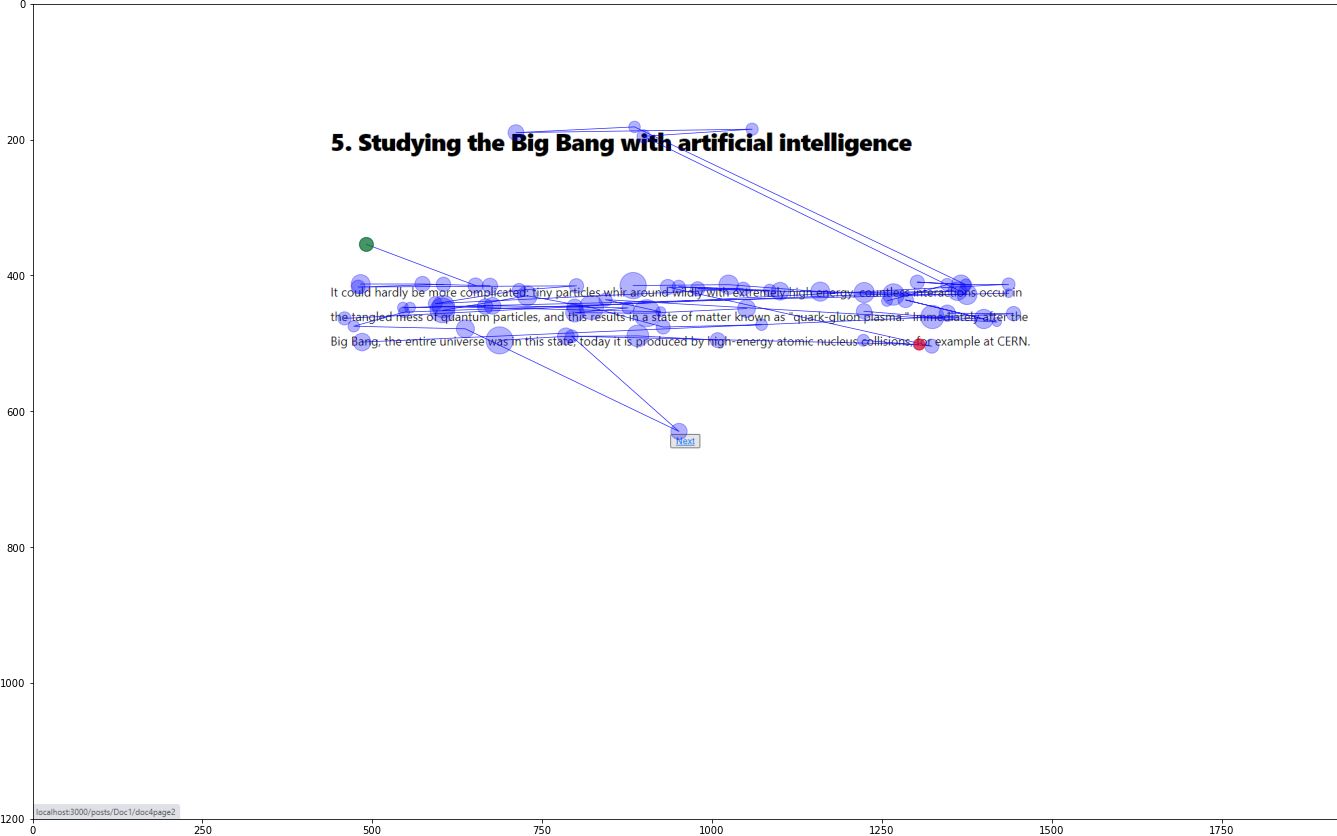 0
200
400
600
800
1000
1200
5. Studying the Big Bang with artificial intelligence
It could hardly be more complicated: tiny particles whir around wildly with extremely high energy, countless interactions occur in
the tangled mess of quantum particles, and this results in a state of matter known as "quark-gluon plasma." Immediately after the
Big Bang, the entire universe was in this state; today it is produced by high-energy atomic nucleus collisions, for example at CERN.
Next
localhost:3000/posts/Doc1/doc4page2
0 250 500 750 1000 1250 1500 1750